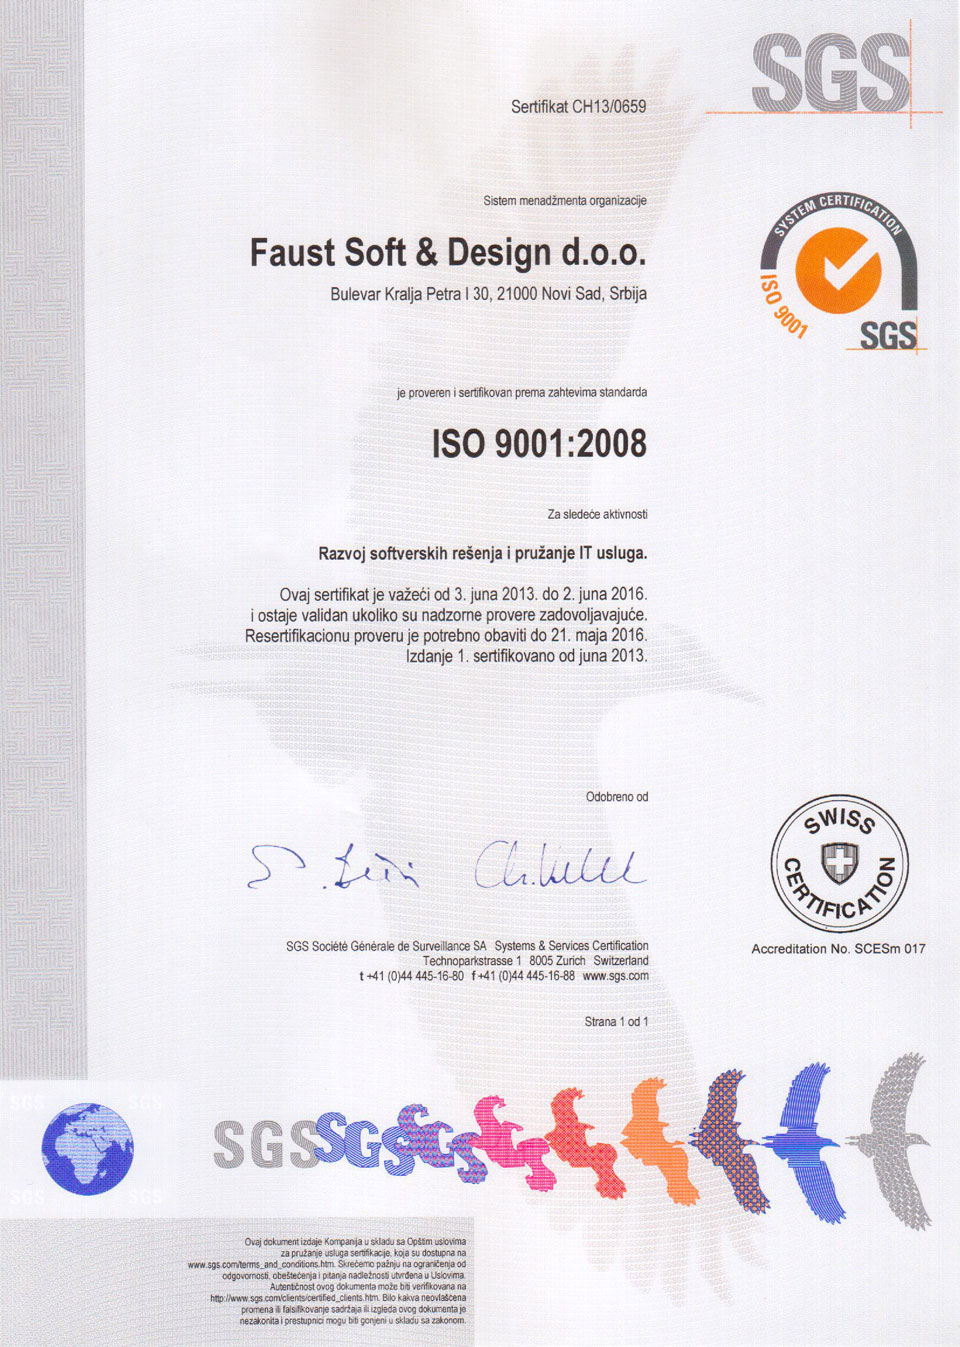 SGS
Sertifikat CH13/0659
Sistem menadžmenta organizacije
Faust Soft & Design d.o.o.
Bulevar Kralja Petra I 30, 21000 Novi Sad, Srbija
SYSTEM CERTIFICATION
ISO 9001
SGS
je proveren i sertifikovan prema zahtevima standarda
ISO 9001:2008
Za sledeće aktivnosti
Razvoj softverskih rešenja i pružanje IT usluga.
Ovaj sertifikat je važeći od 3. juna 2013. do 2. juna 2016.
i ostaje validan ukoliko su nadzorne provere zadovoljavajuće.
Resertifikacionu proveru je potrebno obaviti do 21. maja 2016.
Izdanje 1. sertifikovano od juna 2013.
Odobreno od
SWISS
CERTIFICATION
Accreditation No. SCESm 017
SGS Société Générale de Surveillance SA Systems & Services Certification
Technoparkstrasse 1 8005 Zurich Switzerland
t +41 (0)44 445-16-80 f +41 (0)44 445-16-88 www.sgs.com
Strana 1 od 1
SGS SGS
SGS SGS
SGS SGS SGS
Ovaj dokument izdaje Kompanija u skladu sa Opštim uslovima
za pružanje usluga sertifikacije, koja su dostupna na
www.sgs.com/terms_and_conditions.htm. Skrećemo pažnju na ograničenja od
odgovornosti, obeštećenja i pitanja nadležnosti utvrđena u Uslovima.
Autentičnost ovog dokumenta može biti verifikovana na
http://www.sgs.com/clients/certified_clients.htm. Bilo kakva neovlašćena
promena ili falsifikovanje sadržaja ili izgleda ovog dokumenta je
nezakonita i prestupnici mogu biti gonjeni u skladu sa zakonom.